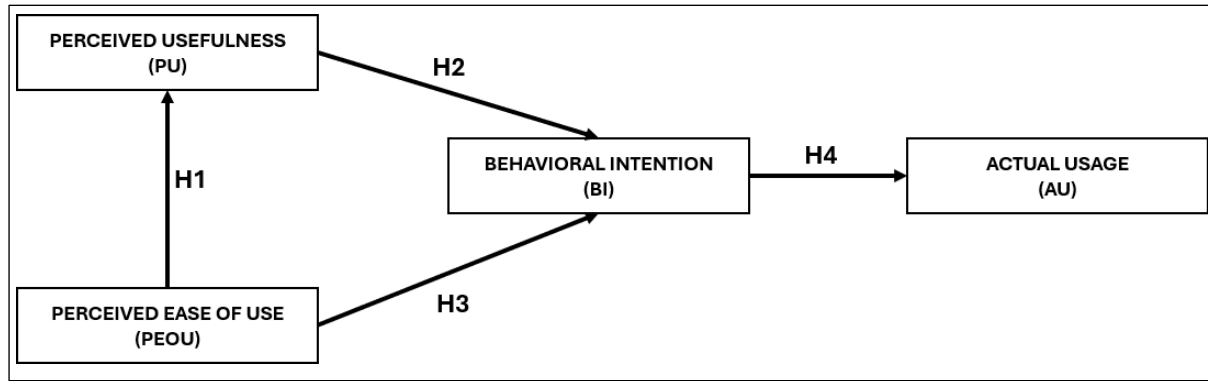 PERCEIVED USEFULNESS
(PU)
H2
BEHAVIORAL INTENTION
(BI)
H4
ACTUAL USAGE
(AU)
H1
H3
PERCEIVED EASE OF USE
(PEOU)